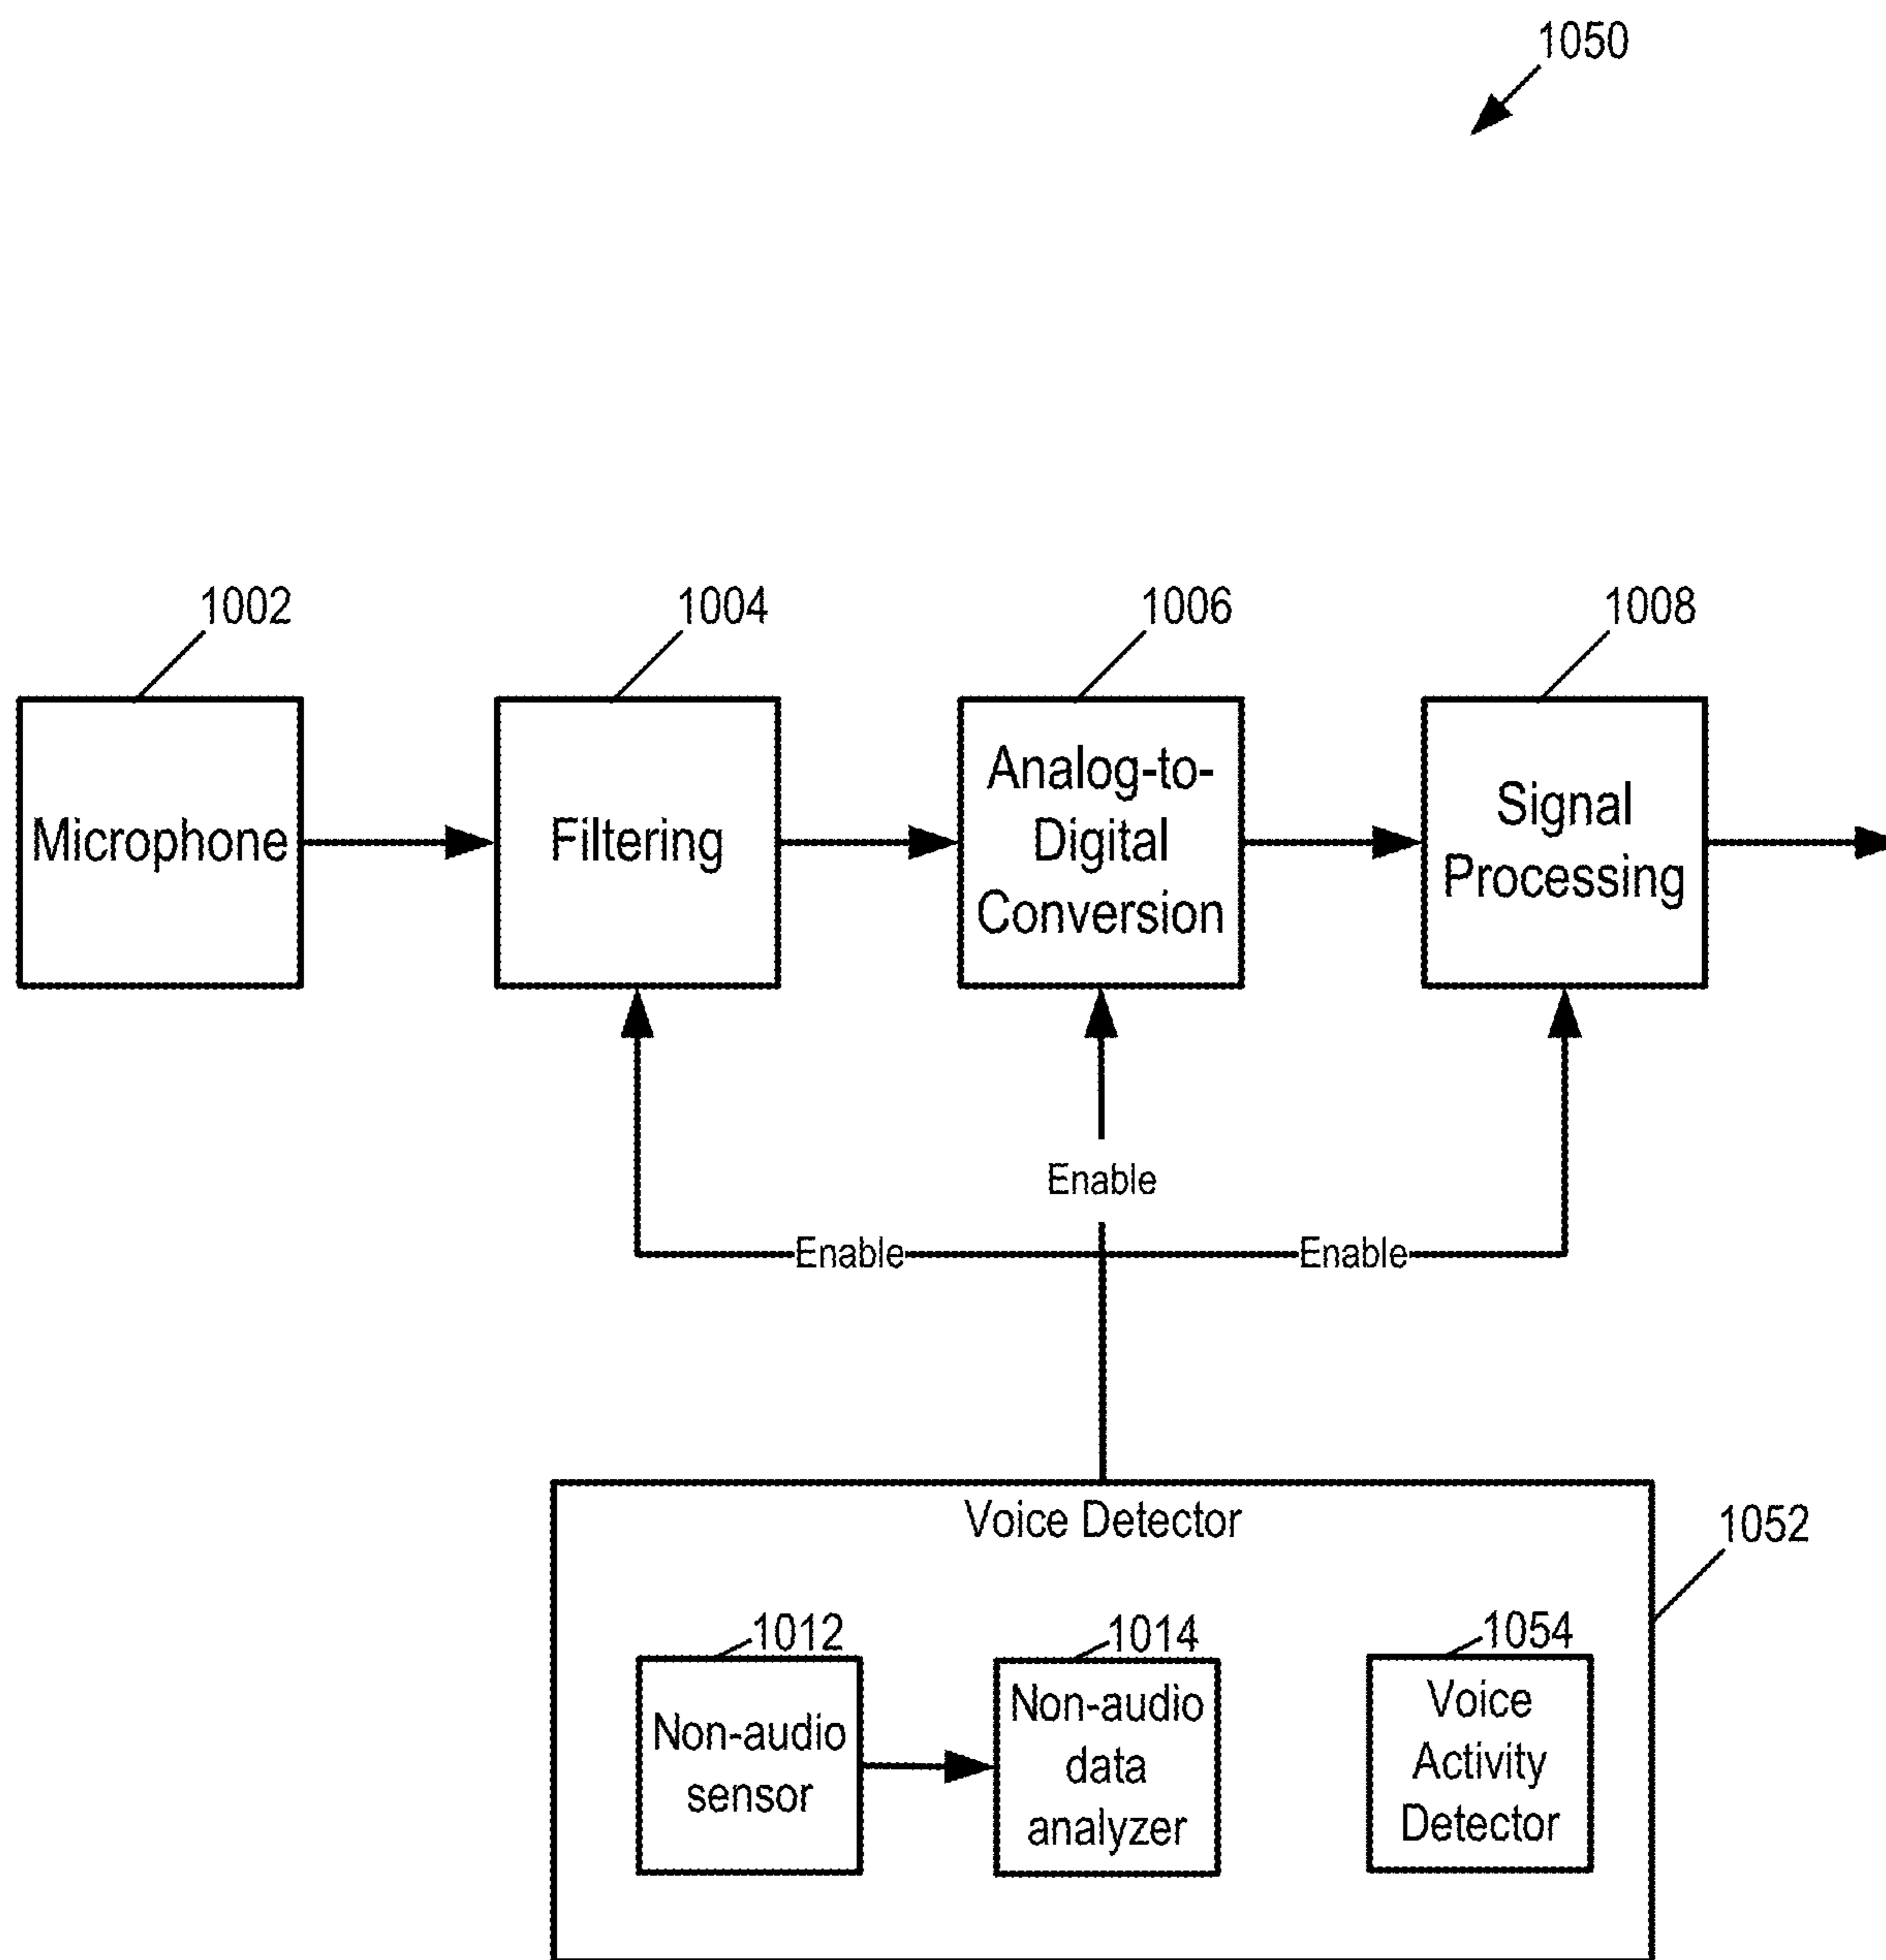 1050
1002
1004
1006
1008
Microphone
Filtering
Analog-to-
Digital
Conversion
Signal
Processing
Enable
Enable
Enable
Voice Detector
1052
1012
1014
1054
Non-audio
sensor
Non-audio
data
analyzer
Voice
Activity
Detector